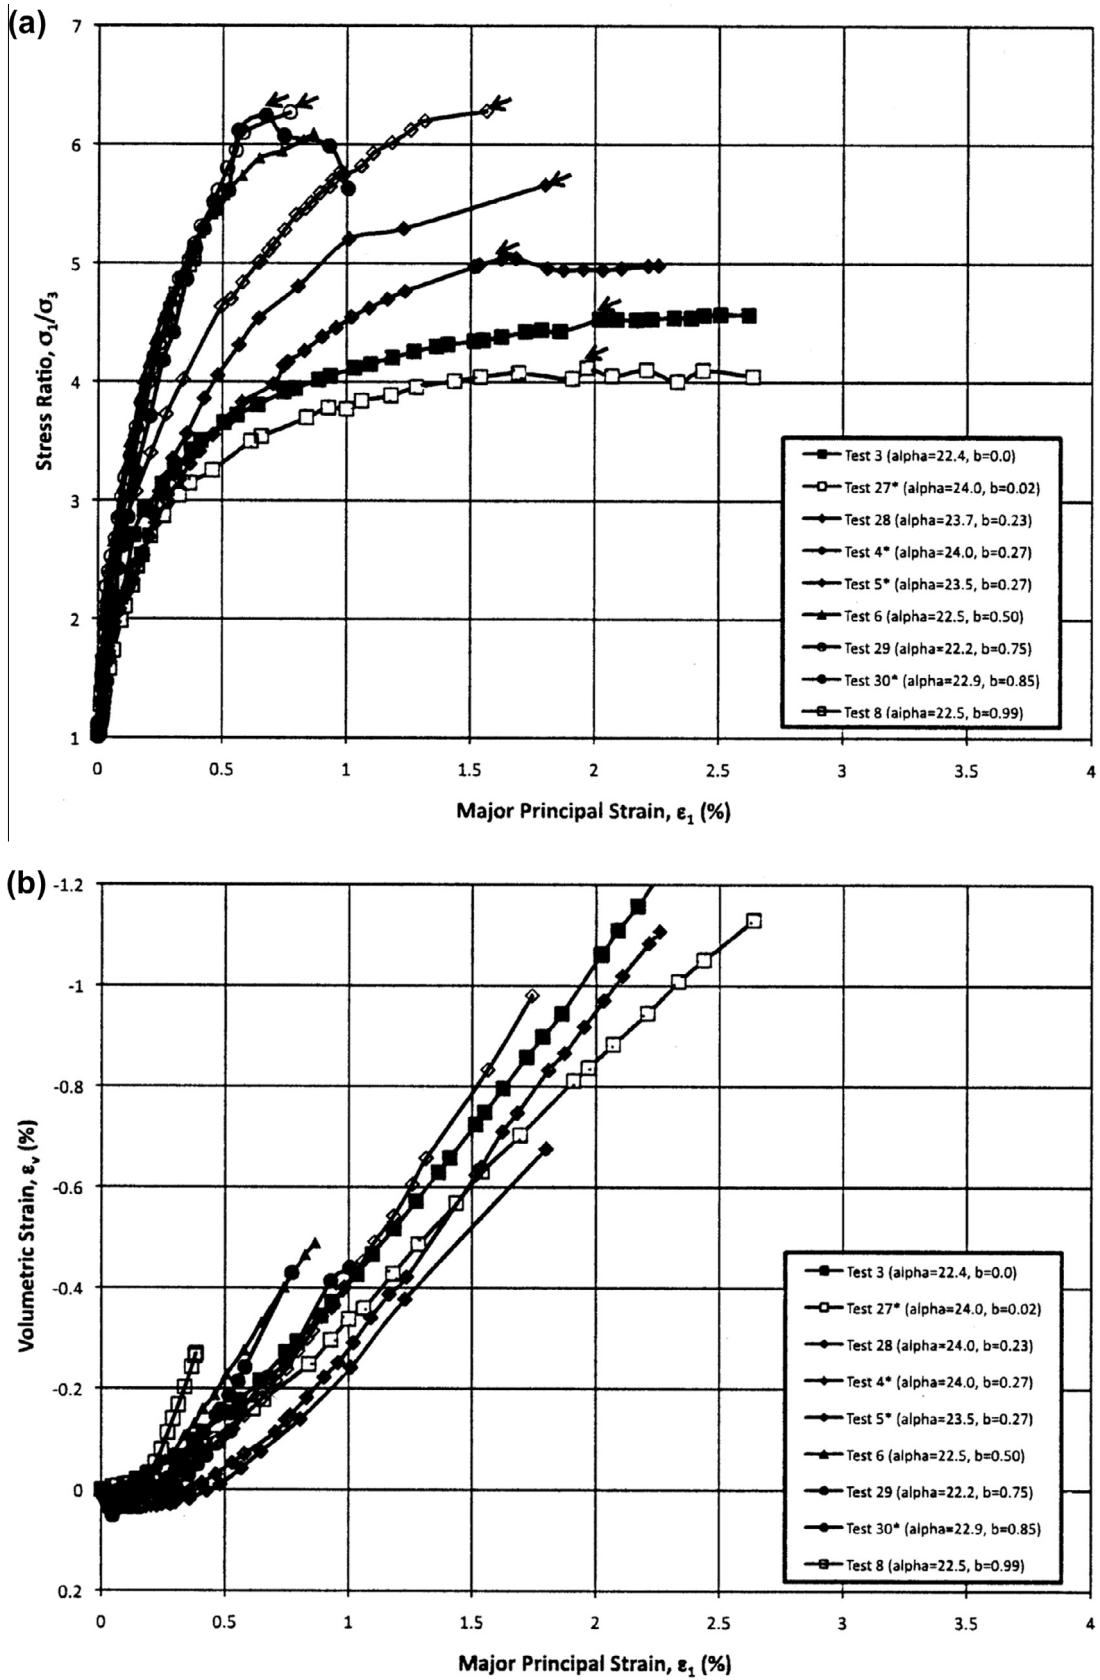 (a)
7
6
5
4
3
2
1
Stress Ratio, σ1/σ3
0 0.5 1 1.5 2 2.5 3 3.5 4
Major Principal Strain, ε1 (%)
Test 3 (alpha=22.4, b=0.0)
Test 27* (alpha=24.0, b=0.02)
Test 28 (alpha=23.7, b=0.23)
Test 4* (alpha=24.0, b=0.27)
Test 5* (alpha=23.5, b=0.27)
Test 6 (alpha=22.5, b=0.50)
Test 29 (alpha=22.2, b=0.75)
Test 30* (alpha=22.9, b=0.85)
Test 8 (alpha=22.5, b=0.99)
(b)
-1.2
-1
-0.8
-0.6
-0.4
-0.2
0
0.2
Volumetric Strain, εv (%)
0 0.5 1 1.5 2 2.5 3 3.5 4
Major Principal Strain, ε1 (%)
Test 3 (alpha=22.4, b=0.0)
Test 27* (alpha=24.0, b=0.02)
Test 28 (alpha=24.0, b=0.23)
Test 4* (alpha=24.0, b=0.27)
Test 5* (alpha=23.5, b=0.27)
Test 6 (alpha=22.5, b=0.50)
Test 29 (alpha=22.2, b=0.75)
Test 30* (alpha=22.9, b=0.85)
Test 8 (alpha=22.5, b=0.99)